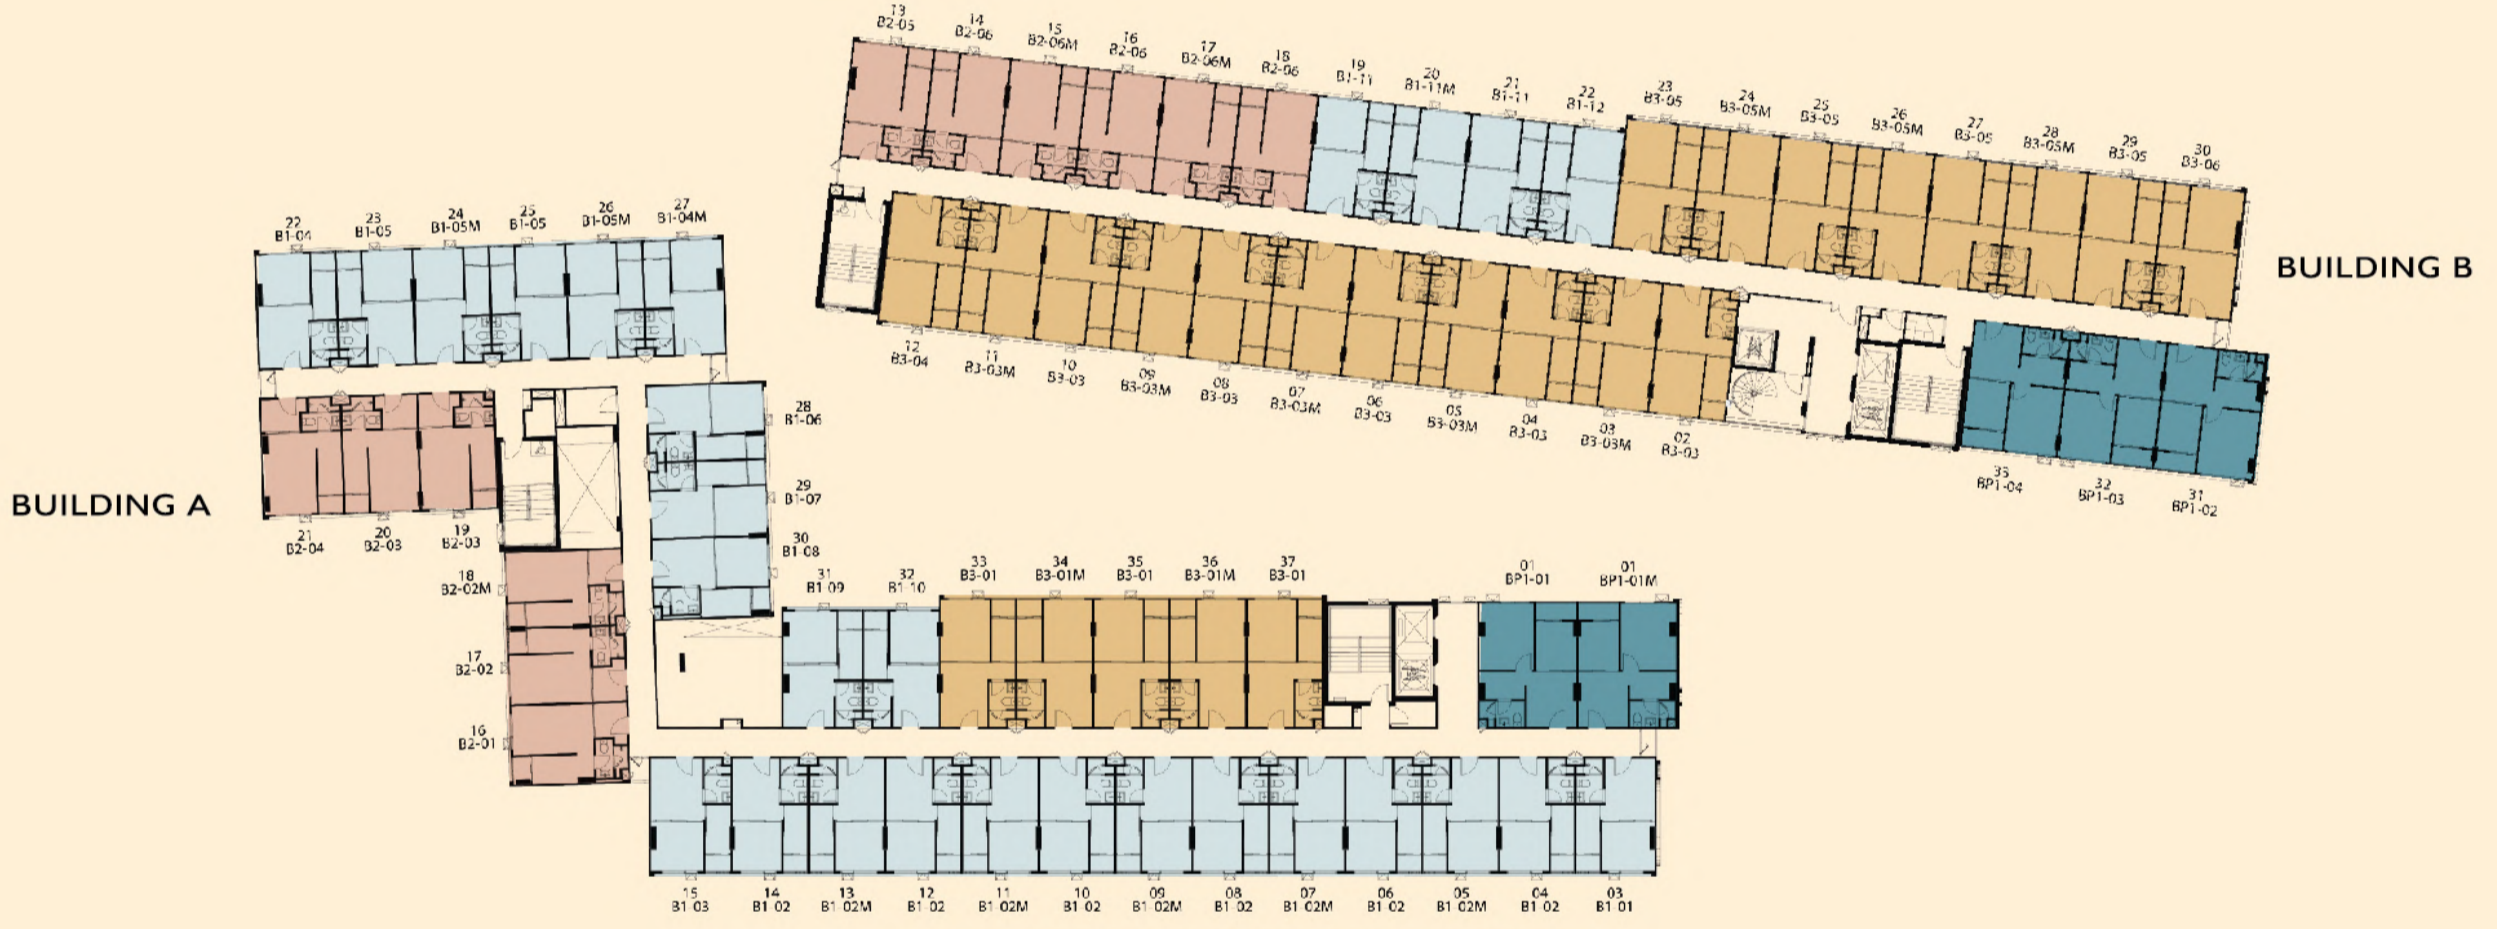 13
B2-05
14
B2-06
15
B2-06M
16
B2-06
17
B2-06M
18
B2-06
19
B1-11
20
B1-11M
21
B1-11
22
B1-12
23
B3-05
24
B3-05M
25
B3-05
26
B3-05M
27
B3-05
28
B3-05M
29
B3-05
30
B3-06
BUILDING B
12
B3-04
11
B3-03M
10
B3-03
09
B3-03M
08
B3-03
07
B3-03M
06
B3-03
05
B3-03M
04
B3-03
03
B3-03M
02
B3-03
33
BP1-04
32
BP1-03
31
BP1-02
22
B1-04
23
B1-05
24
B1-05M
25
B1-05
26
B1-05M
27
B1-04M
BUILDING A
21
B2-04
20
B2-03
19
B2-03
28
B1-06
29
B1-07
30
B1-08
18
B2-02M
17
B2-02
16
B2-01
31
B1-09
32
B1-10
33
B3-01
34
B3-01M
35
B3-01
36
B3-01M
37
B3-01
01
BP1-01
01
BP1-01M
15
B1-03
14
B1-02
13
B1-02M
12
B1-02
11
B1-02M
10
B1-02
09
B1-02M
08
B1-02
07
B1-02M
06
B1-02
05
B1-02M
04
B1-02
03
B1-01